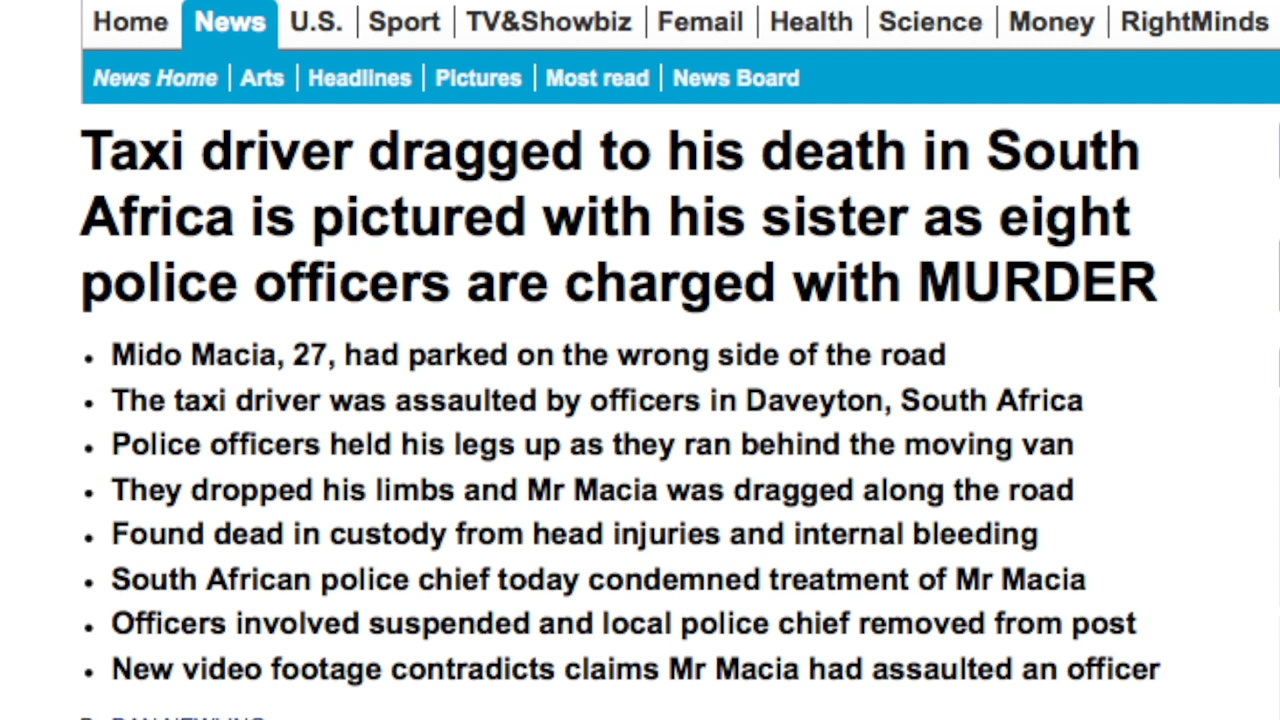 Home News U.S. Sport TV&Showbiz Femail Health Science Money RightMinds
News Home Arts Headlines Pictures Most read News Board
Taxi driver dragged to his death in South
Africa is pictured with his sister as eight
police officers are charged with MURDER
• Mido Macia, 27, had parked on the wrong side of the road
• The taxi driver was assaulted by officers in Daveyton, South Africa
• Police officers held his legs up as they ran behind the moving van
• They dropped his limbs and Mr Macia was dragged along the road
• Found dead in custody from head injuries and internal bleeding
• South African police chief today condemned treatment of Mr Macia
• Officers involved suspended and local police chief removed from post
• New video footage contradicts claims Mr Macia had assaulted an officer